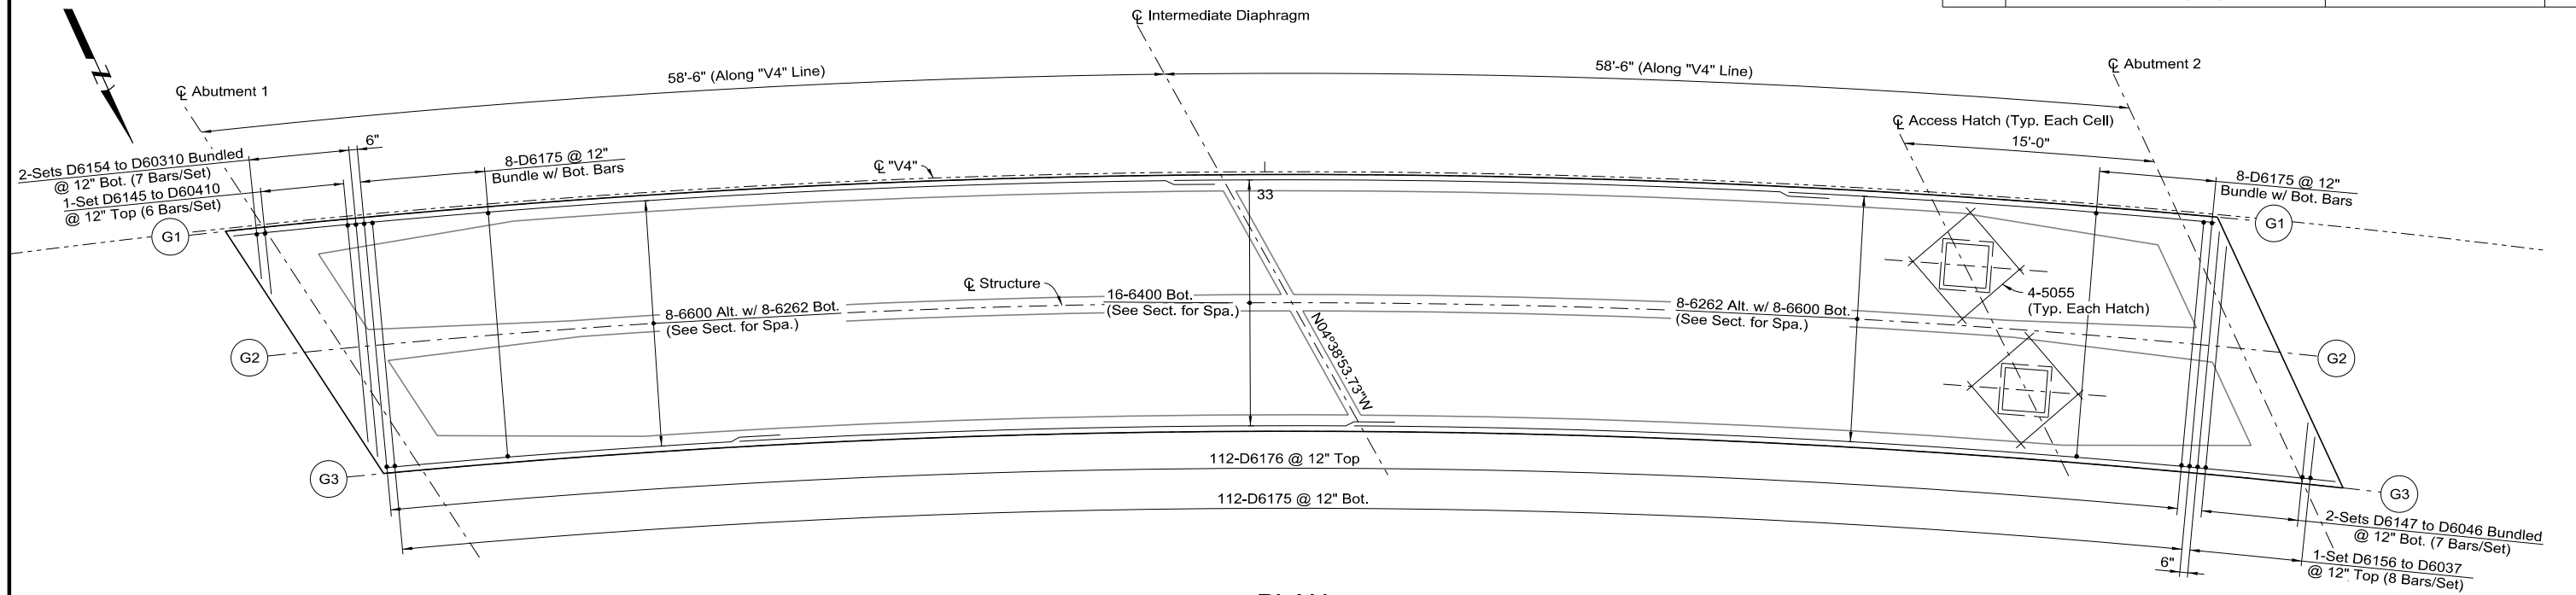 ℄ Intermediate Diaphragm
58'-6" (Along "V4" Line)
58'-6" (Along "V4" Line)
℄ Abutment 1
℄ Abutment 2
℄ Access Hatch (Typ. Each Cell)
15'-0"
6"
2-Sets D6154 to D60310 Bundled
@ 12" Bot. (7 Bars/Set)
1-Set D6145 to D60410
@ 12" Top (6 Bars/Set)
8-D6175 @ 12"
Bundle w/ Bot. Bars
℄ "V4"
33
8-D6175 @ 12"
Bundle w/ Bot. Bars
G1
G1
℄ Structure
16-6400 Bot.
(See Sect. for Spa.)
8-6600 Alt. w/ 8-6262 Bot.
(See Sect. for Spa.)
8-6262 Alt. w/ 8-6600 Bot.
(See Sect. for Spa.)
4-5055
(Typ. Each Hatch)
N04°38'53.73"W
G2
G2
G3
G3
112-D6176 @ 12" Top
112-D6175 @ 12" Bot.
2-Sets D6147 to D6046 Bundled
@ 12" Bot. (7 Bars/Set)
1-Set D6156 to D6037
@ 12" Top (8 Bars/Set)
6"